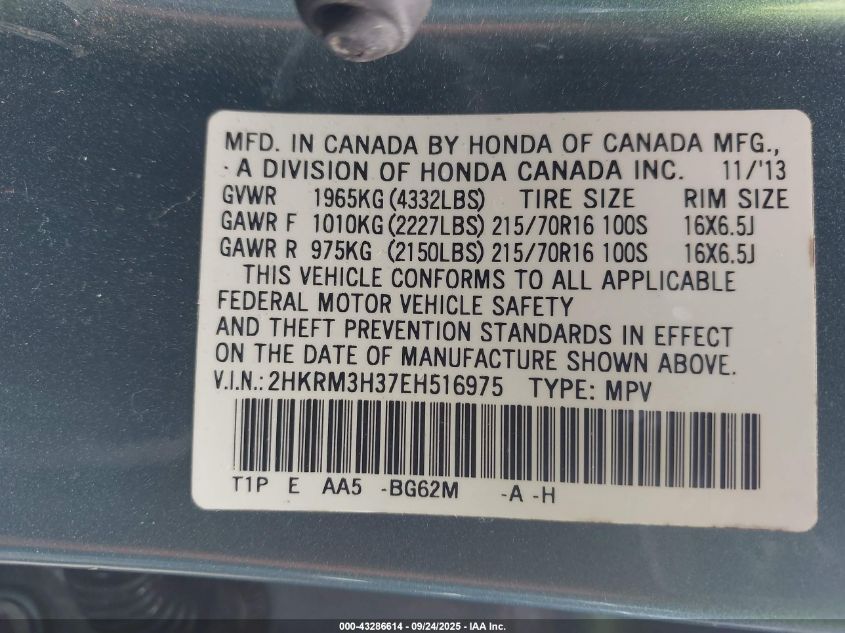 MFD. IN CANADA BY HONDA OF CANADA MFG.,
A DIVISION OF HONDA CANADA INC. 11/'13
GVWR 1965KG (4332LBS) TIRE SIZE RIM SIZE
GAWR F 1010KG (2227LBS) 215/70R16 100S 16X6.5J
GAWR R 975KG (2150LBS) 215/70R16 100S 16X6.5J
THIS VEHICLE CONFORMS TO ALL APPLICABLE
FEDERAL MOTOR VEHICLE SAFETY
AND THEFT PREVENTION STANDARDS IN EFFECT
ON THE DATE OF MANUFACTURE SHOWN ABOVE.
V.I.N.: 2HKRM3H37EH516975 TYPE: MPV
T1P E AA5 -BG62M -A -H
000-43286614 - 09/24/2025 - IAA Inc.